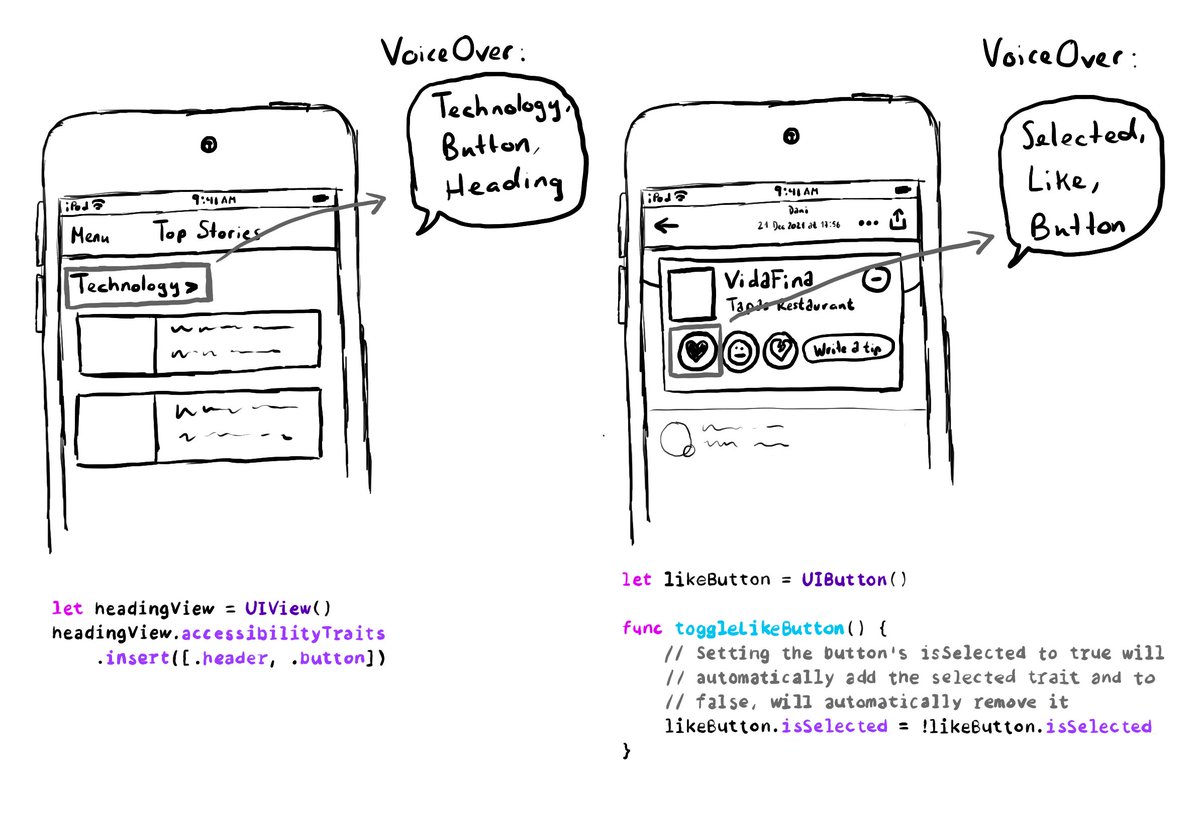 VoiceOver:
Technology,
Button,
Heading
iPod 9:41 AM
Menu Top Stories
Technology >
let headingView = UIView()
headingView.accessibilityTraits
.insert([.header, .button])
VoiceOver:
Selected,
Like,
Button
iPod 9:41 AM
Dani
21 Dec 2021 at 13:56
VidaFina
Tapas Restaurant
Write a tip
let likeButton = UIButton()
func toggleLikeButton() {
// Setting the button's isSelected to true will
// automatically add the selected trait and to
// false, will automatically remove it
likeButton.isSelected = !likeButton.isSelected
}